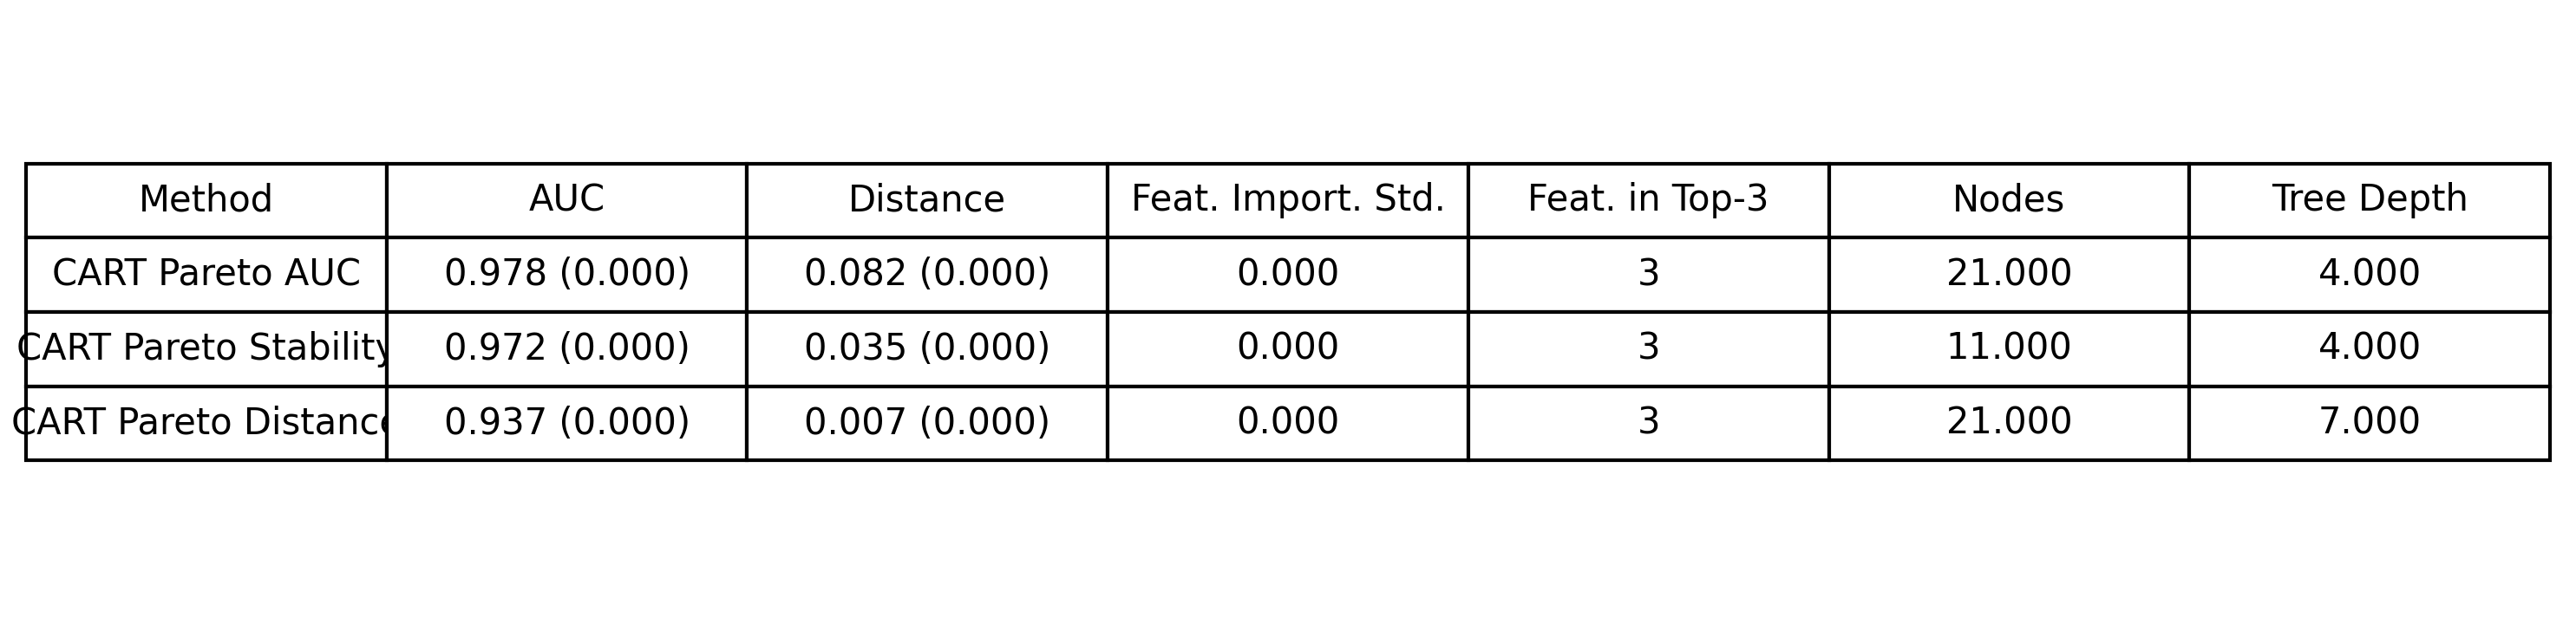 Method AUC Distance Feat. Import. Std. Feat. in Top-3 Nodes Tree Depth
CART Pareto AUC 0.978 (0.000) 0.082 (0.000) 0.000 3 21.000 4.000
CART Pareto Stability 0.972 (0.000) 0.035 (0.000) 0.000 3 11.000 4.000
CART Pareto Distance 0.937 (0.000) 0.007 (0.000) 0.000 3 21.000 7.000